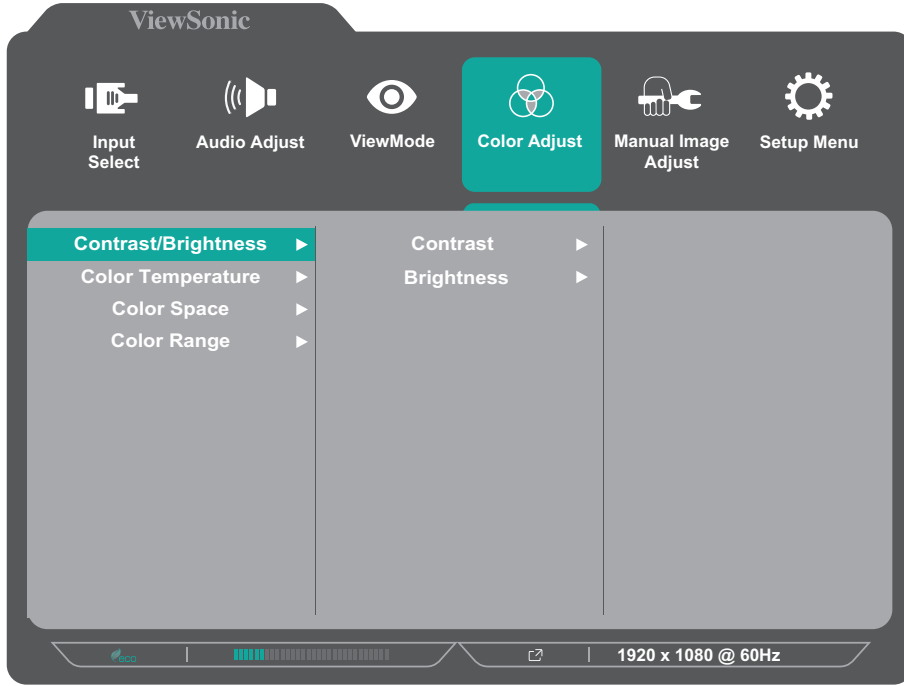 ViewSonic
Input
Select
Audio Adjust
ViewMode
Color Adjust
Manual Image
Adjust
Setup Menu
Contrast/Brightness
Contrast
Color Temperature
Brightness
Color Space
Color Range
eco
1920 x 1080 @ 60Hz